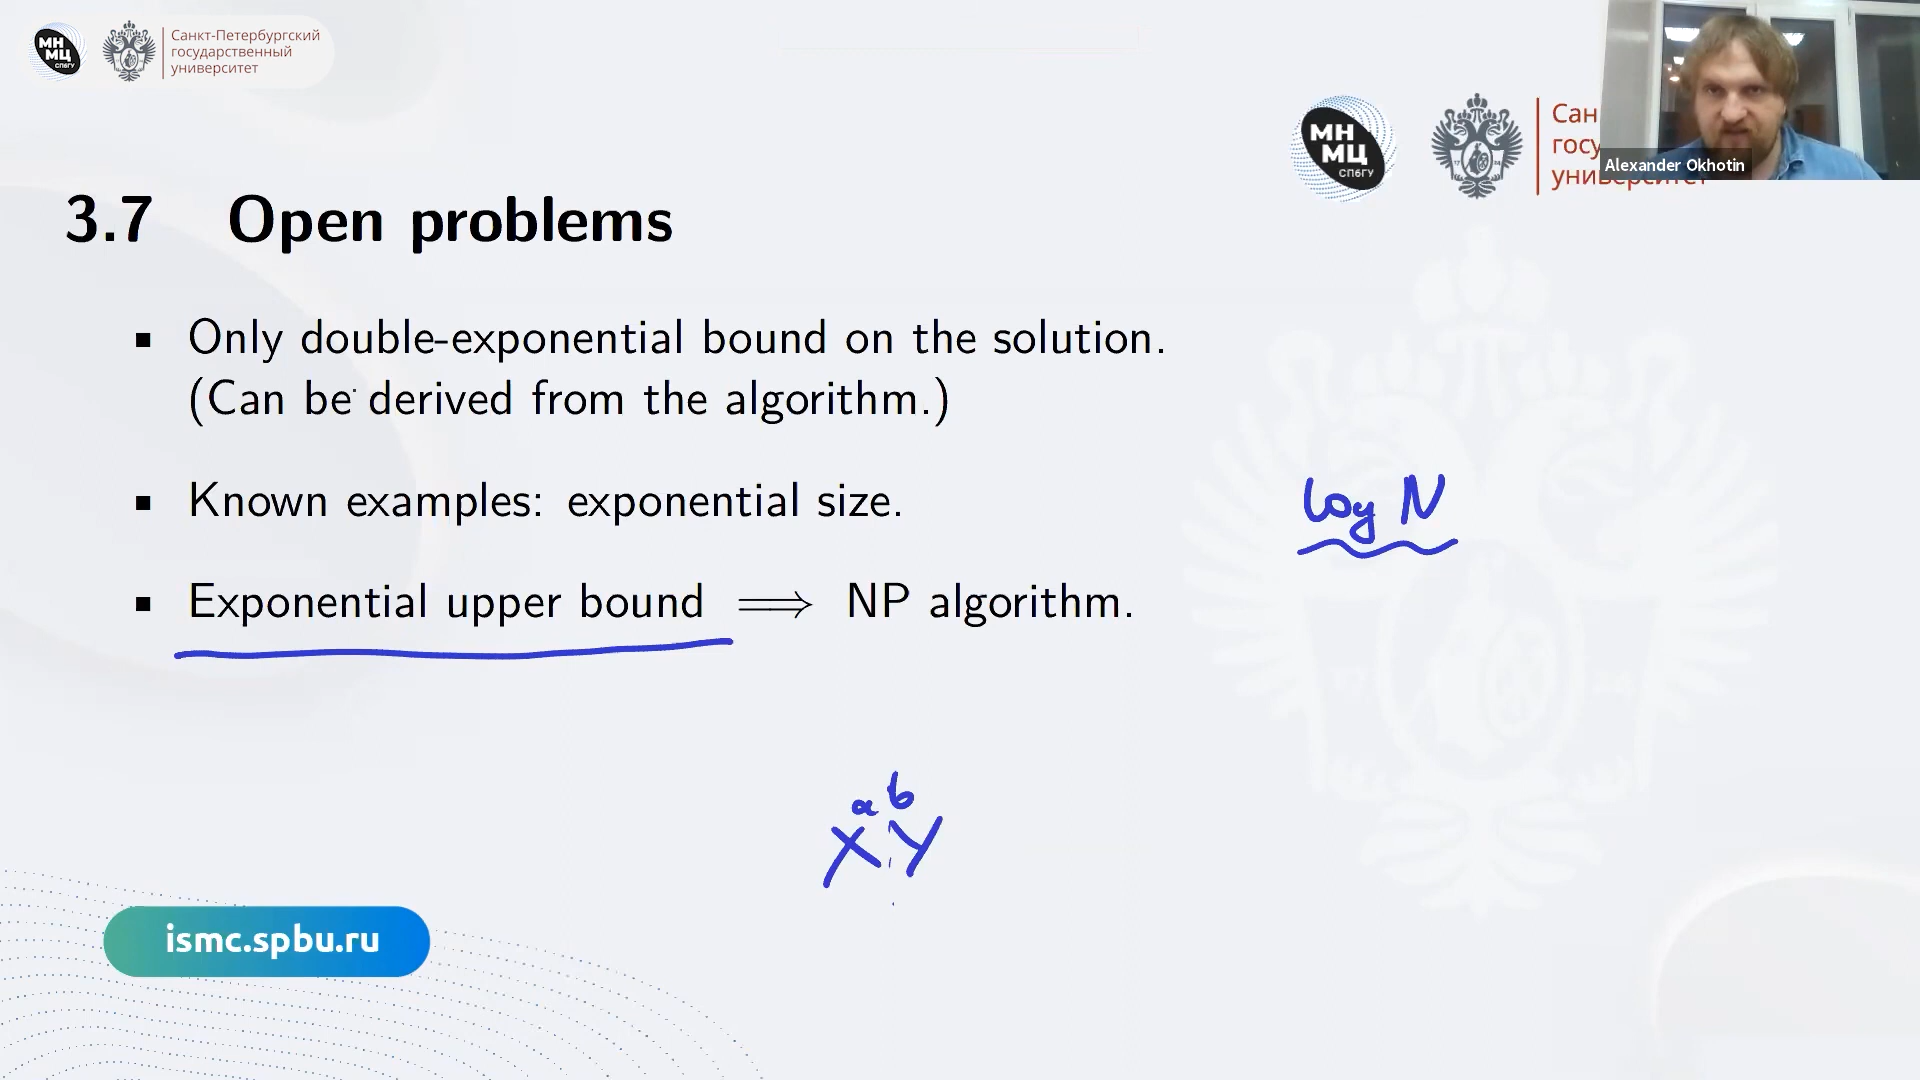 МН
МЦ
СПбГУ
Санкт-Петербургский
государственный
университет
МН
МЦ
СПбГУ
Сан
госу
университет
Alexander Okhotin
3.7 Open problems
▪ Only double-exponential bound on the solution.
(Can be derived from the algorithm.)
▪ Known examples: exponential size.
log N
▪ Exponential upper bound ⟹ NP algorithm.
a b
X Y
ismc.spbu.ru